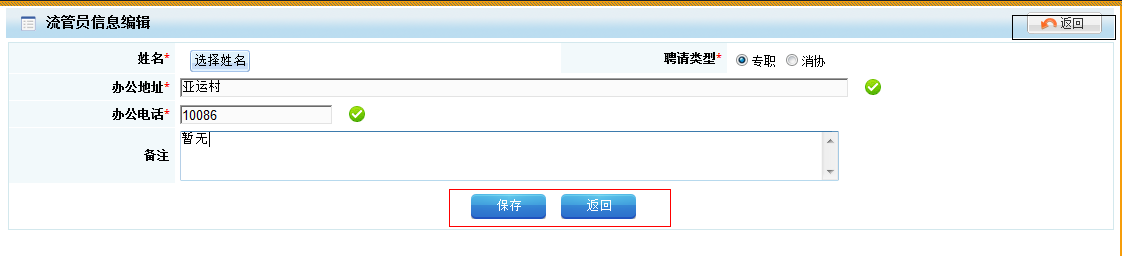 流管员信息编辑 返回
姓名* 选择姓名 聘请类型* 专职 消协
办公地址* 亚运村
办公电话* 10086
备注 暂无
保存 返回